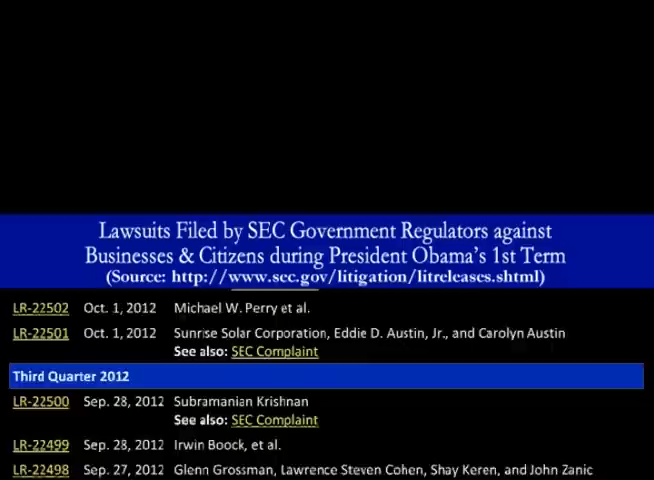 Lawsuits Filed by SEC Government Regulators against
Businesses & Citizens during President Obama's 1st Term
(Source: http://www.sec.gov/litigation/litreleases.shtml)
LR-22502 Oct. 1, 2012 Michael W. Perry et al.
LR-22501 Oct. 1, 2012 Sunrise Solar Corporation, Eddie D. Austin, Jr., and Carolyn Austin
See also: SEC Complaint
Third Quarter 2012
LR-22500 Sep. 28, 2012 Subramanian Krishnan
See also: SEC Complaint
LR-22499 Sep. 28, 2012 Irwin Boock, et al.
LR-22498 Sep. 27, 2012 Glenn Grossman, Lawrence Steven Cohen, Shay Keren, and John Zanic